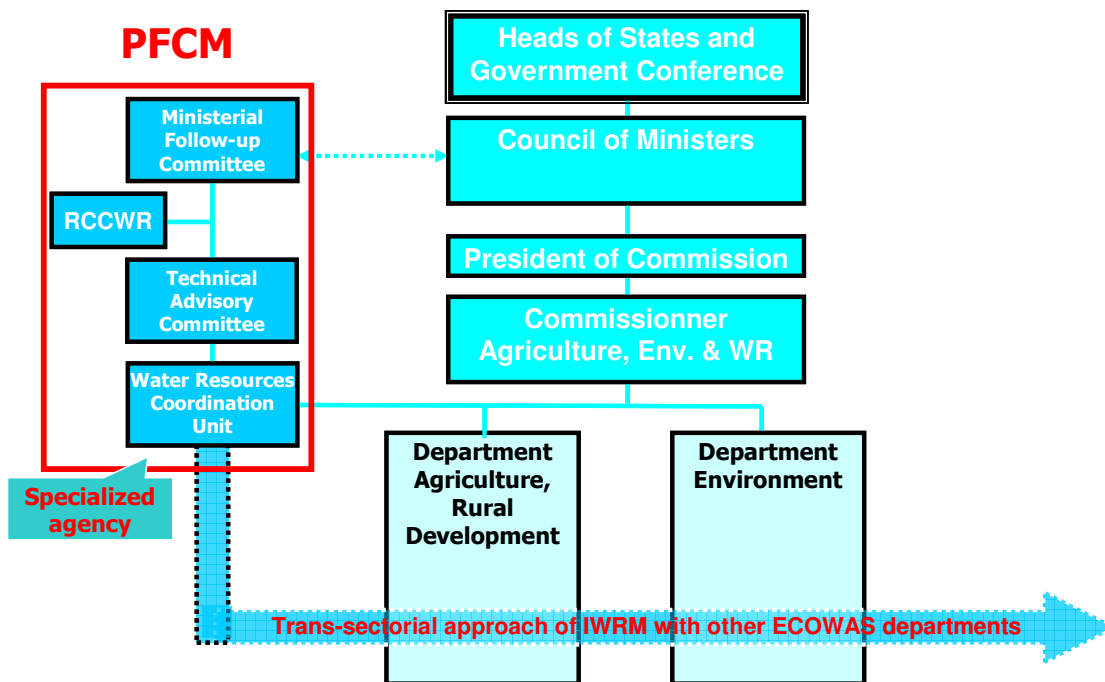 PFCM
Heads of States and
Government Conference
Ministerial
Follow-up
Committee
Council of Ministers
RCCWR
President of Commission
Technical
Advisory
Committee
Commissionner
Agriculture, Env. & WR
Water Resources
Coordination
Unit
Department
Agriculture,
Rural
Development
Department
Environment
Specialized
agency
Trans-sectorial approach of IWRM with other ECOWAS departments